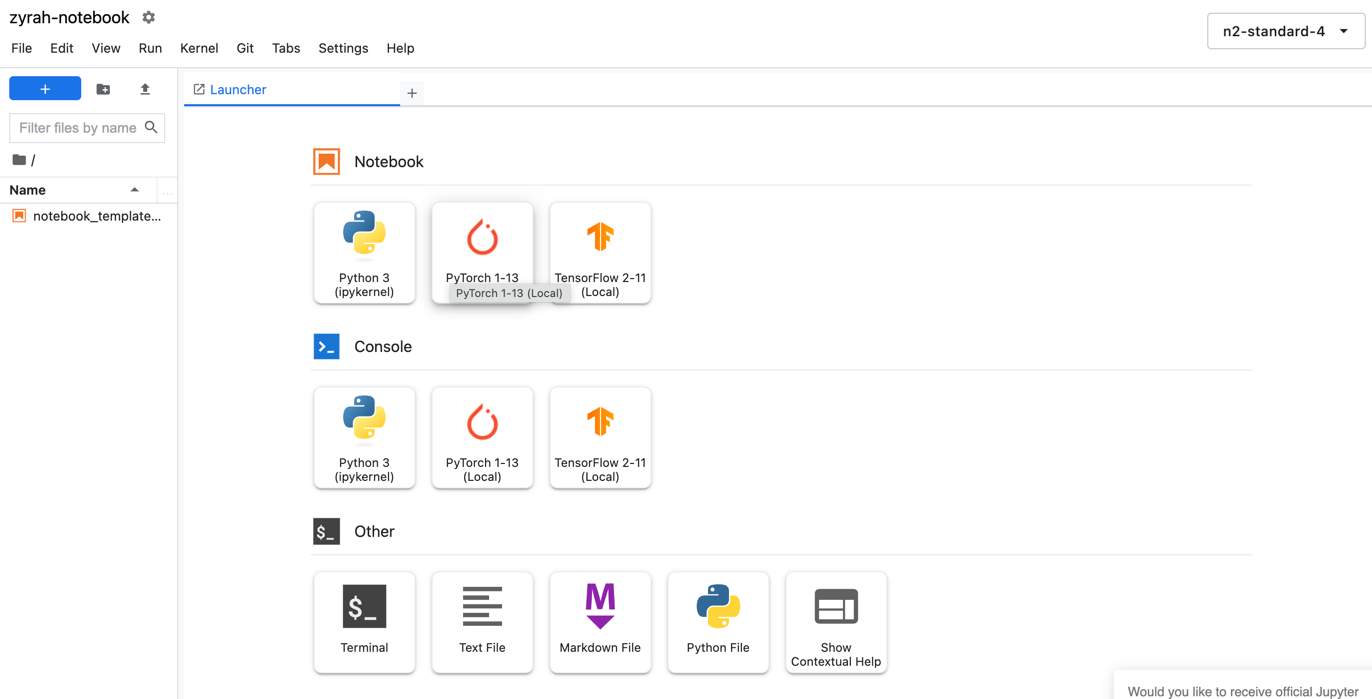 zyrah-notebook
n2-standard-4
File Edit View Run Kernel Git Tabs Settings Help
+
Launcher
+
Filter files by name
/
Name
...
notebook_template...
Notebook
Python 3
(ipykernel)
PyTorch 1-13
PyTorch 1-13 (Local)
TensorFlow 2-11
(Local)
>_
Console
Python 3
(ipykernel)
PyTorch 1-13
(Local)
TensorFlow 2-11
(Local)
$_
Other
$_
Terminal
Text File
M
Markdown File
Python File
Show
Contextual Help
Would you like to receive official Jupyter